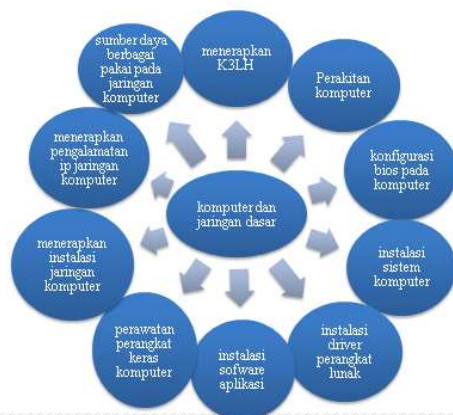 menerapkan
K3LH
Perakitan
komputer
konfigurasi
bios pada
komputer
instalasi
sistem
komputer
instalasi
driver
perangkat
lunak
instalasi
sofware
aplikasi
perawatan
perangkat
keras
komputer
menerapkan
instalasi
jaringan
komputer
menerapkan
pengalamatan
ip jaringan
komputer
sumber daya
berbagai
pakai pada
jaringan
komputer
komputer dan
jaringan dasar